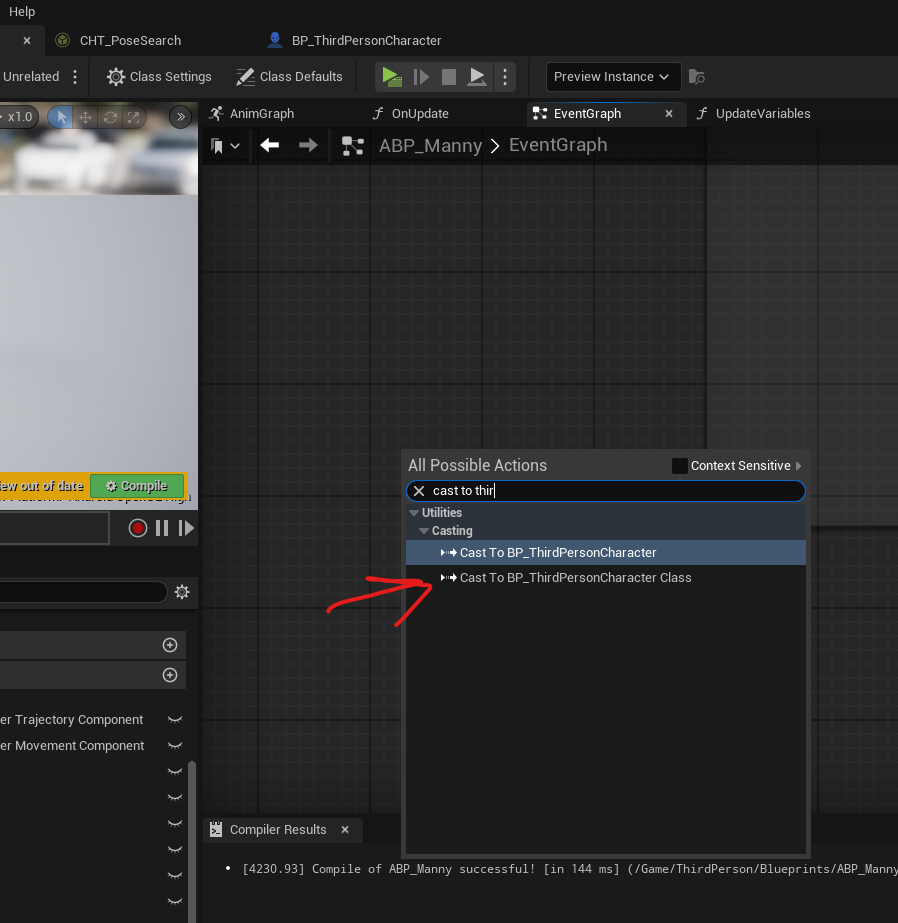 Help
CHT_PoseSearch
BP_ThirdPersonCharacter
Unrelated
Class Settings
Class Defaults
Preview Instance
x1.0
AnimGraph
OnUpdate
EventGraph
UpdateVariables
ABP_Manny > EventGraph
All Possible Actions
Context Sensitive
cast to thir
Utilities
Casting
Cast To BP_ThirdPersonCharacter
Cast To BP_ThirdPersonCharacter Class
ew out of date
Compile
er Trajectory Component
er Movement Component
Compiler Results
[4230.93] Compile of ABP_Manny successful! [in 144 ms] (/Game/ThirdPerson/Blueprints/ABP_Manny